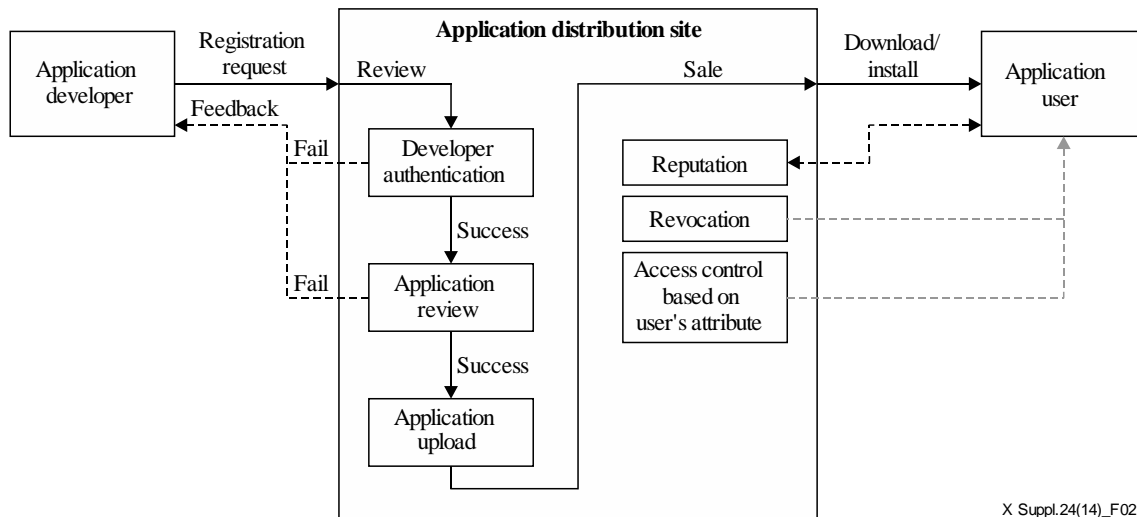 Application distribution site
Application
developer
Registration
request
Review
Feedback
Fail
Developer
authentication
Success
Fail
Application
review
Success
Application
upload
Sale
Download/
install
Application
user
Reputation
Revocation
Access control
based on
user's attribute
X Suppl.24(14)_F02